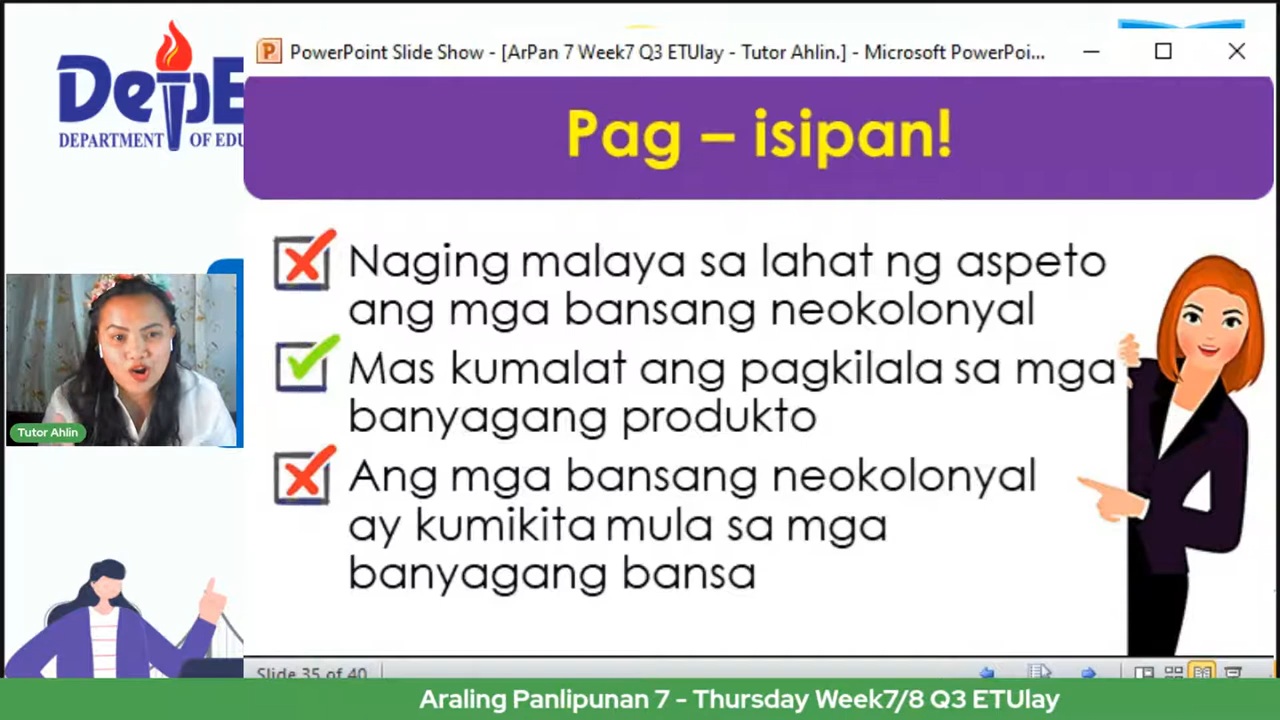 DepE
DEPARTMENT OF EDU
PowerPoint Slide Show - [ArPan 7 Week7 Q3 ETUlay - Tutor Ahlin.] - Microsoft PowerPoi...
Pag – isipan!
Naging malaya sa lahat ng aspeto
ang mga bansang neokolonyal
Mas kumalat ang pagkilala sa mga
banyagang produkto
Ang mga bansang neokolonyal
ay kumikita mula sa mga
banyagang bansa
Tutor Ahlin
Slide 35 of 40
Araling Panlipunan 7 - Thursday Week7/8 Q3 ETUlay